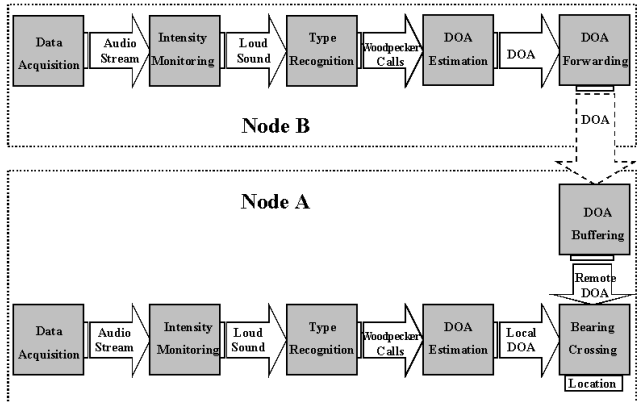 Data Acquisition
Audio Stream
Intensity Monitoring
Loud Sound
Type Recognition
Woodpecker Calls
DOA Estimation
DOA
DOA Forwarding
Node B
DOA
Node A
DOA Buffering
Remote DOA
Data Acquisition
Audio Stream
Intensity Monitoring
Loud Sound
Type Recognition
Woodpecker Calls
DOA Estimation
Local DOA
Bearing Crossing
Location